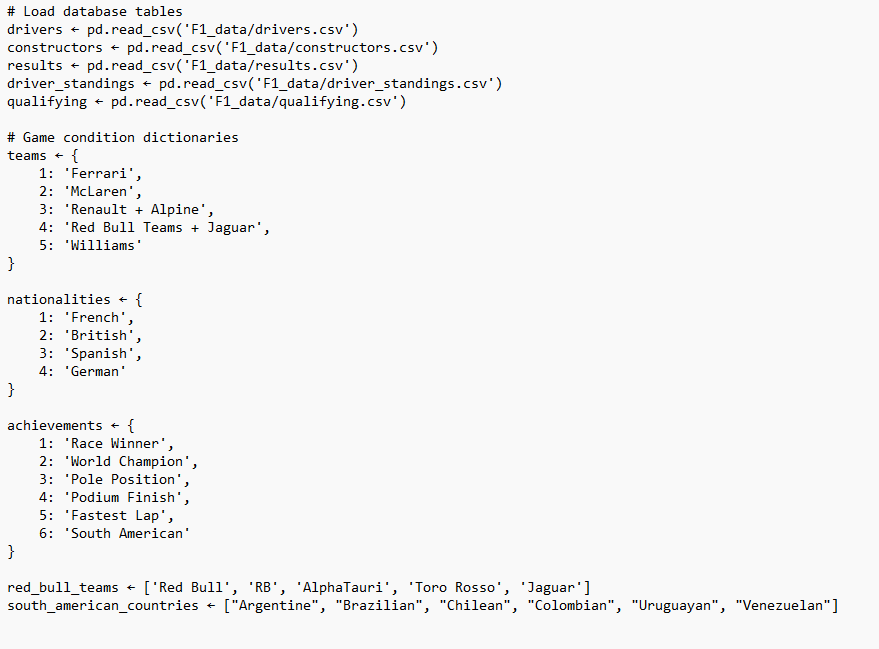 # Load database tables
drivers ← pd.read_csv('F1_data/drivers.csv')
constructors ← pd.read_csv('F1_data/constructors.csv')
results ← pd.read_csv('F1_data/results.csv')
driver_standings ← pd.read_csv('F1_data/driver_standings.csv')
qualifying ← pd.read_csv('F1_data/qualifying.csv')

# Game condition dictionaries
teams ← {
    1: 'Ferrari',
    2: 'McLaren',
    3: 'Renault + Alpine',
    4: 'Red Bull Teams + Jaguar',
    5: 'Williams'
}

nationalities ← {
    1: 'French',
    2: 'British',
    3: 'Spanish',
    4: 'German'
}

achievements ← {
    1: 'Race Winner',
    2: 'World Champion',
    3: 'Pole Position',
    4: 'Podium Finish',
    5: 'Fastest Lap',
    6: 'South American'
}

red_bull_teams ← ['Red Bull', 'RB', 'AlphaTauri', 'Toro Rosso', 'Jaguar']
south_american_countries ← ["Argentine", "Brazilian", "Chilean", "Colombian", "Uruguayan", "Venezuelan"]